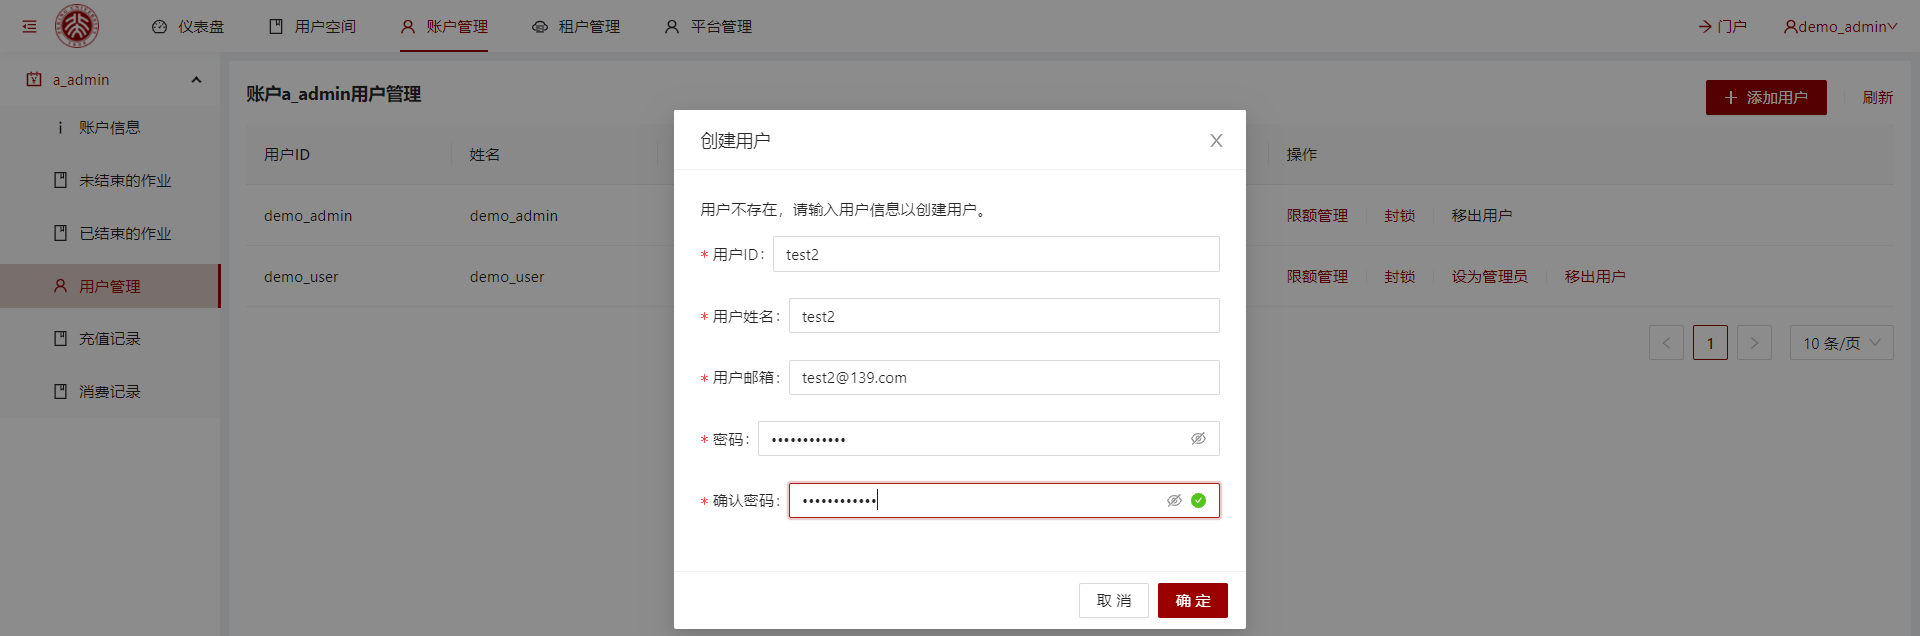 仪表盘 用户空间 账户管理 租户管理 平台管理 门户 demo_admin
a_admin
账户信息
未结束的作业
已结束的作业
用户管理
充值记录
消费记录
账户a_admin用户管理
添加用户 刷新
用户ID 姓名 操作
demo_admin demo_admin 限额管理 封锁 移出用户
demo_user demo_user 限额管理 封锁 设为管理员 移出用户
1 10 条/页
创建用户
用户不存在，请输入用户信息以创建用户。
* 用户ID： test2
* 用户姓名： test2
* 用户邮箱： test2@139.com
* 密码： ••••••••••••
* 确认密码： ••••••••••••
取 消 确 定